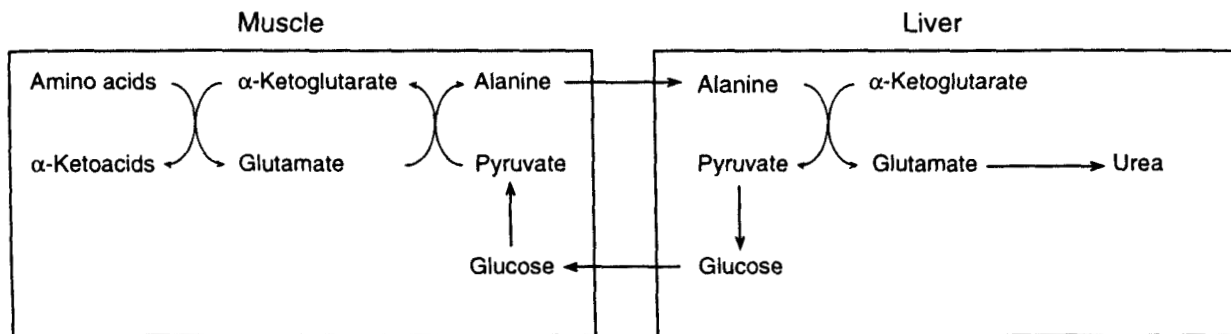 Muscle
Liver
Amino acids α-Ketoglutarate Alanine
α-Ketoacids Glutamate Pyruvate
Glucose
Alanine α-Ketoglutarate
Pyruvate Glutamate Urea
Glucose